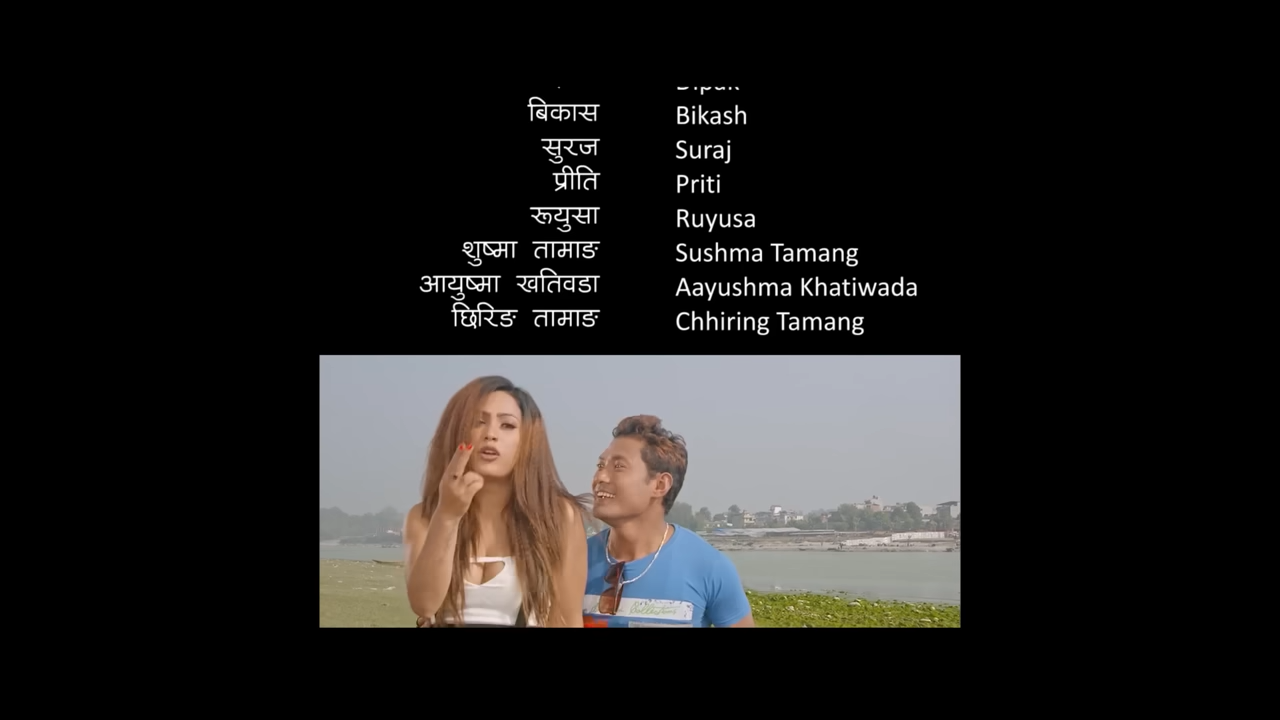 बिकास Bikash
सुरज Suraj
प्रीति Priti
रूयुसा Ruyusa
शुष्मा तामाङ Sushma Tamang
आयुष्मा खतिवडा Aayushma Khatiwada
छिरिङ तामाङ Chhiring Tamang